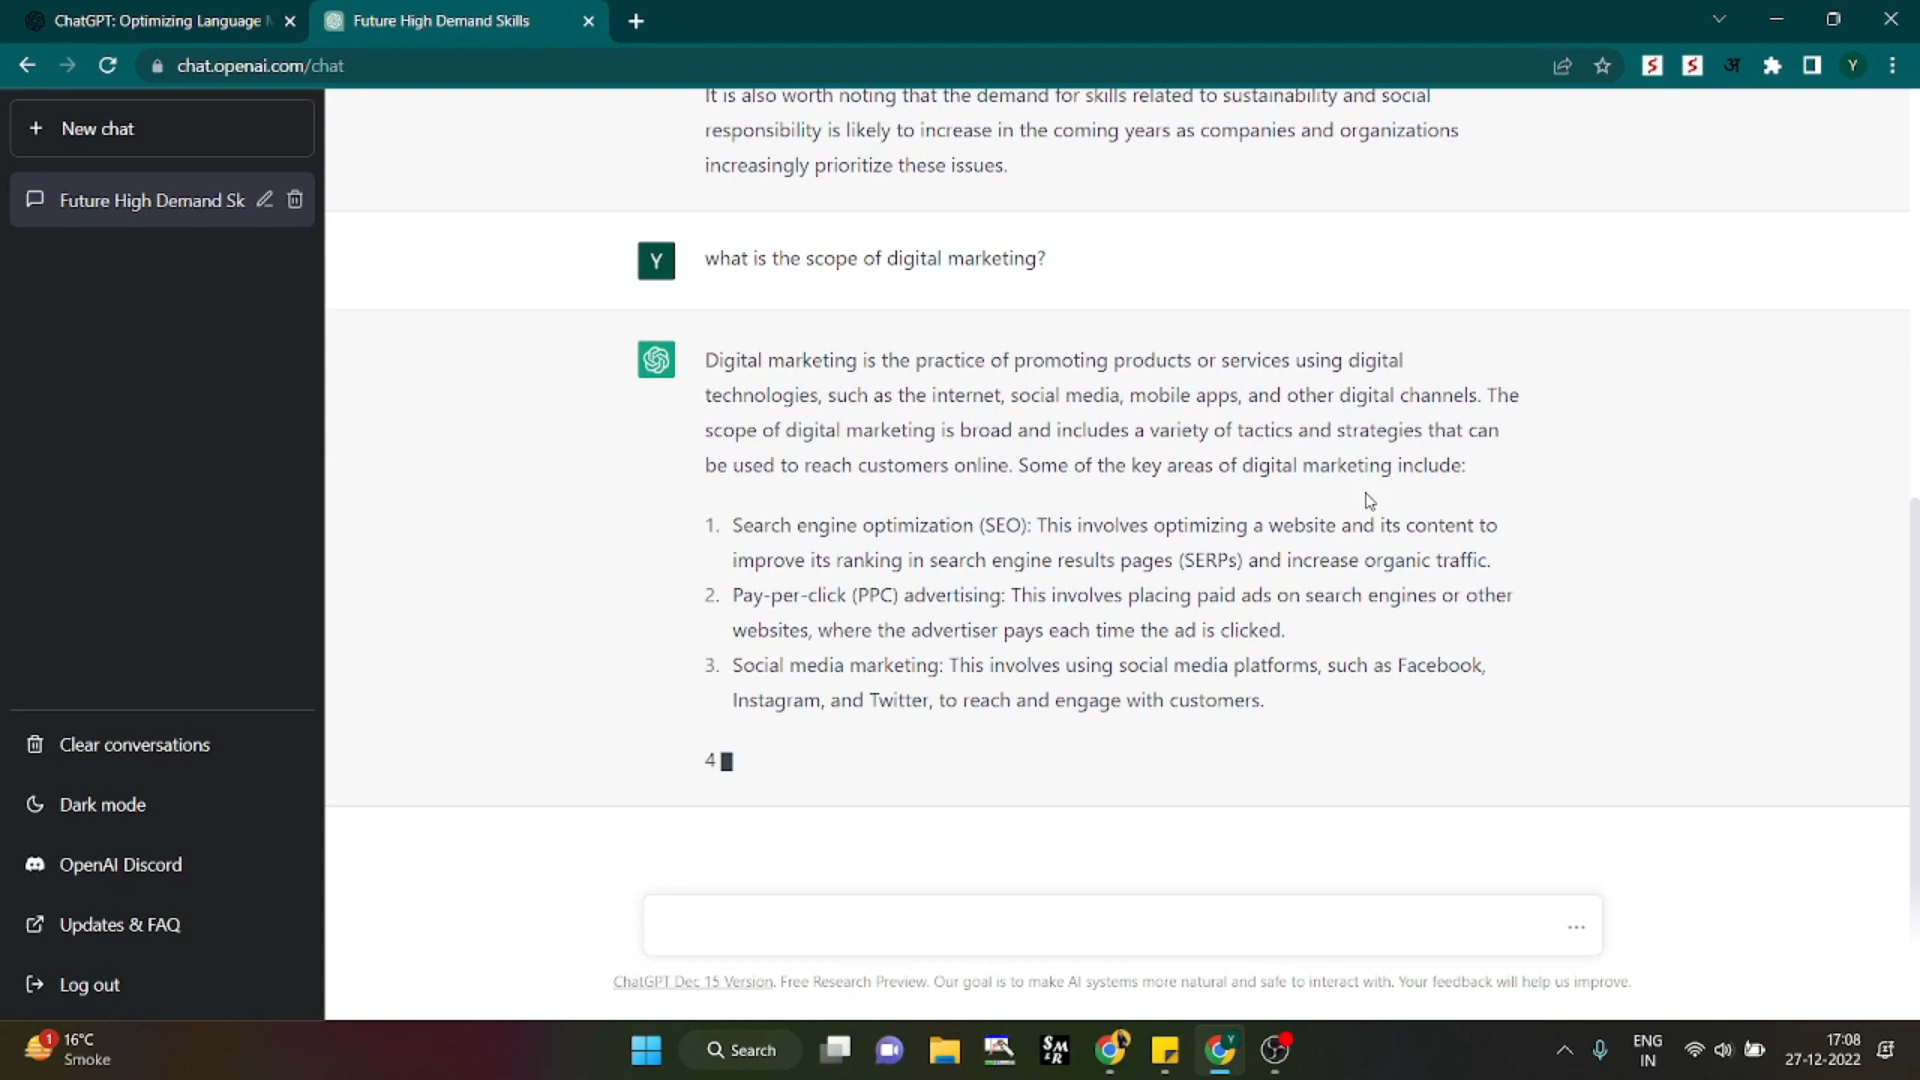 ChatGPT: Optimizing Language
Future High Demand Skills
chat.openai.com/chat
Y
New chat
Future High Demand Sk
It is also worth noting that the demand for skills related to sustainability and social
responsibility is likely to increase in the coming years as companies and organizations
increasingly prioritize these issues.
Y
what is the scope of digital marketing?
Digital marketing is the practice of promoting products or services using digital
technologies, such as the internet, social media, mobile apps, and other digital channels. The
scope of digital marketing is broad and includes a variety of tactics and strategies that can
be used to reach customers online. Some of the key areas of digital marketing include:
1. Search engine optimization (SEO): This involves optimizing a website and its content to
improve its ranking in search engine results pages (SERPs) and increase organic traffic.
2. Pay-per-click (PPC) advertising: This involves placing paid ads on search engines or other
websites, where the advertiser pays each time the ad is clicked.
3. Social media marketing: This involves using social media platforms, such as Facebook,
Instagram, and Twitter, to reach and engage with customers.
4
Clear conversations
Dark mode
OpenAI Discord
Updates & FAQ
Log out
ChatGPT Dec 15 Version. Free Research Preview. Our goal is to make AI systems more natural and safe to interact with. Your feedback will help us improve.
1
16°C
Smoke
Search
SM
&R
ENG
IN
17:08
27-12-2022